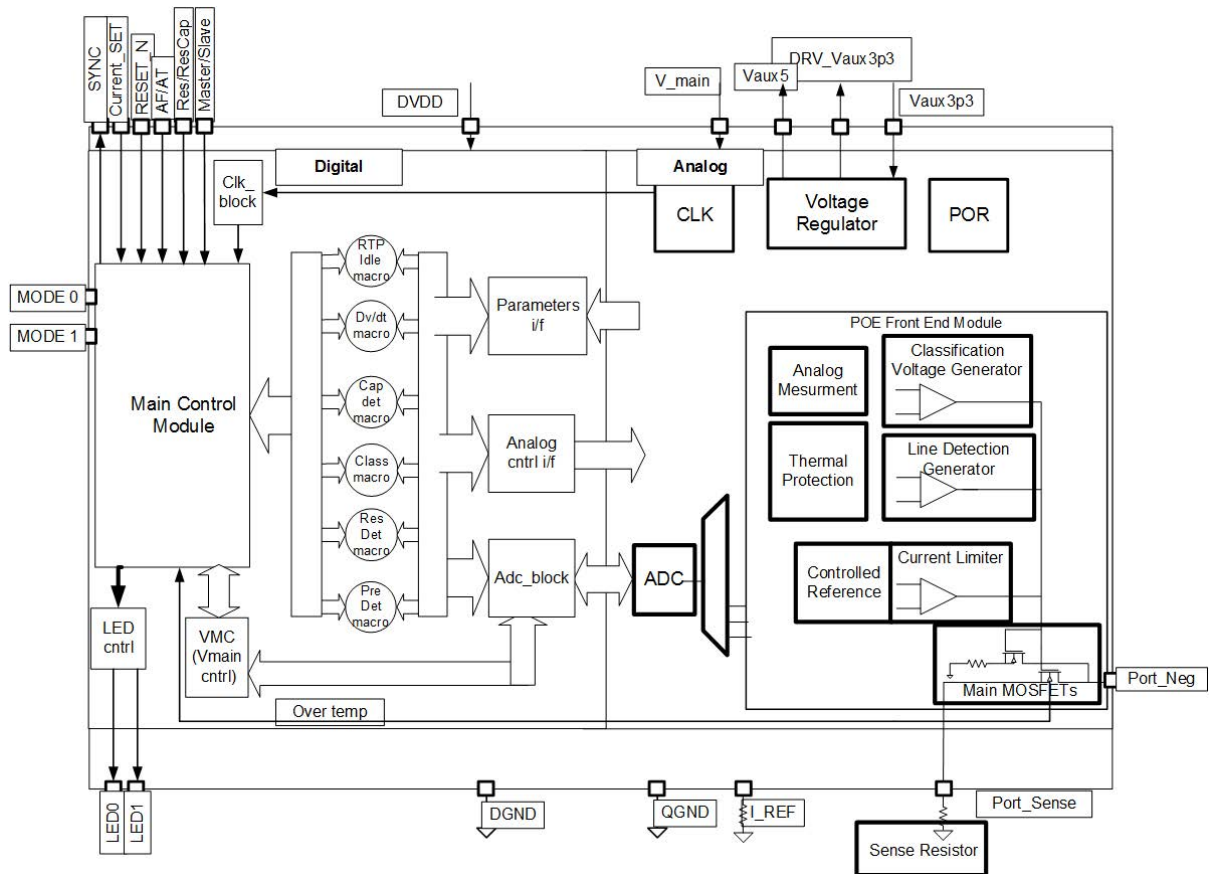 SYNC
Current_SET
RESET_N
AF/AT
Res/ResCap
Master/Slave
DVDD
V_main
Vaux5
DRV_Vaux3p3
Vaux3p3
Digital
Analog
Clk_
block
CLK
Voltage
Regulator
POR
MODE 0
MODE 1
Main Control
Module
RTP
Idle
macro
Dv/dt
macro
Cap
det
macro
Class
macro
Res
Det
macro
Pre
Det
macro
Parameters
i/f
Analog
cntrl i/f
Adc_block
ADC
POE Front End Module
Analog
Mesurment
Classification
Voltage Generator
Thermal
Protection
Line Detection
Generator
Controlled
Reference
Current Limiter
Main MOSFETs
Port_Neg
LED
cntrl
VMC
(Vmain
cntrl)
Over temp
LED0
LED1
DGND
QGND
I_REF
Port_Sense
Sense Resistor